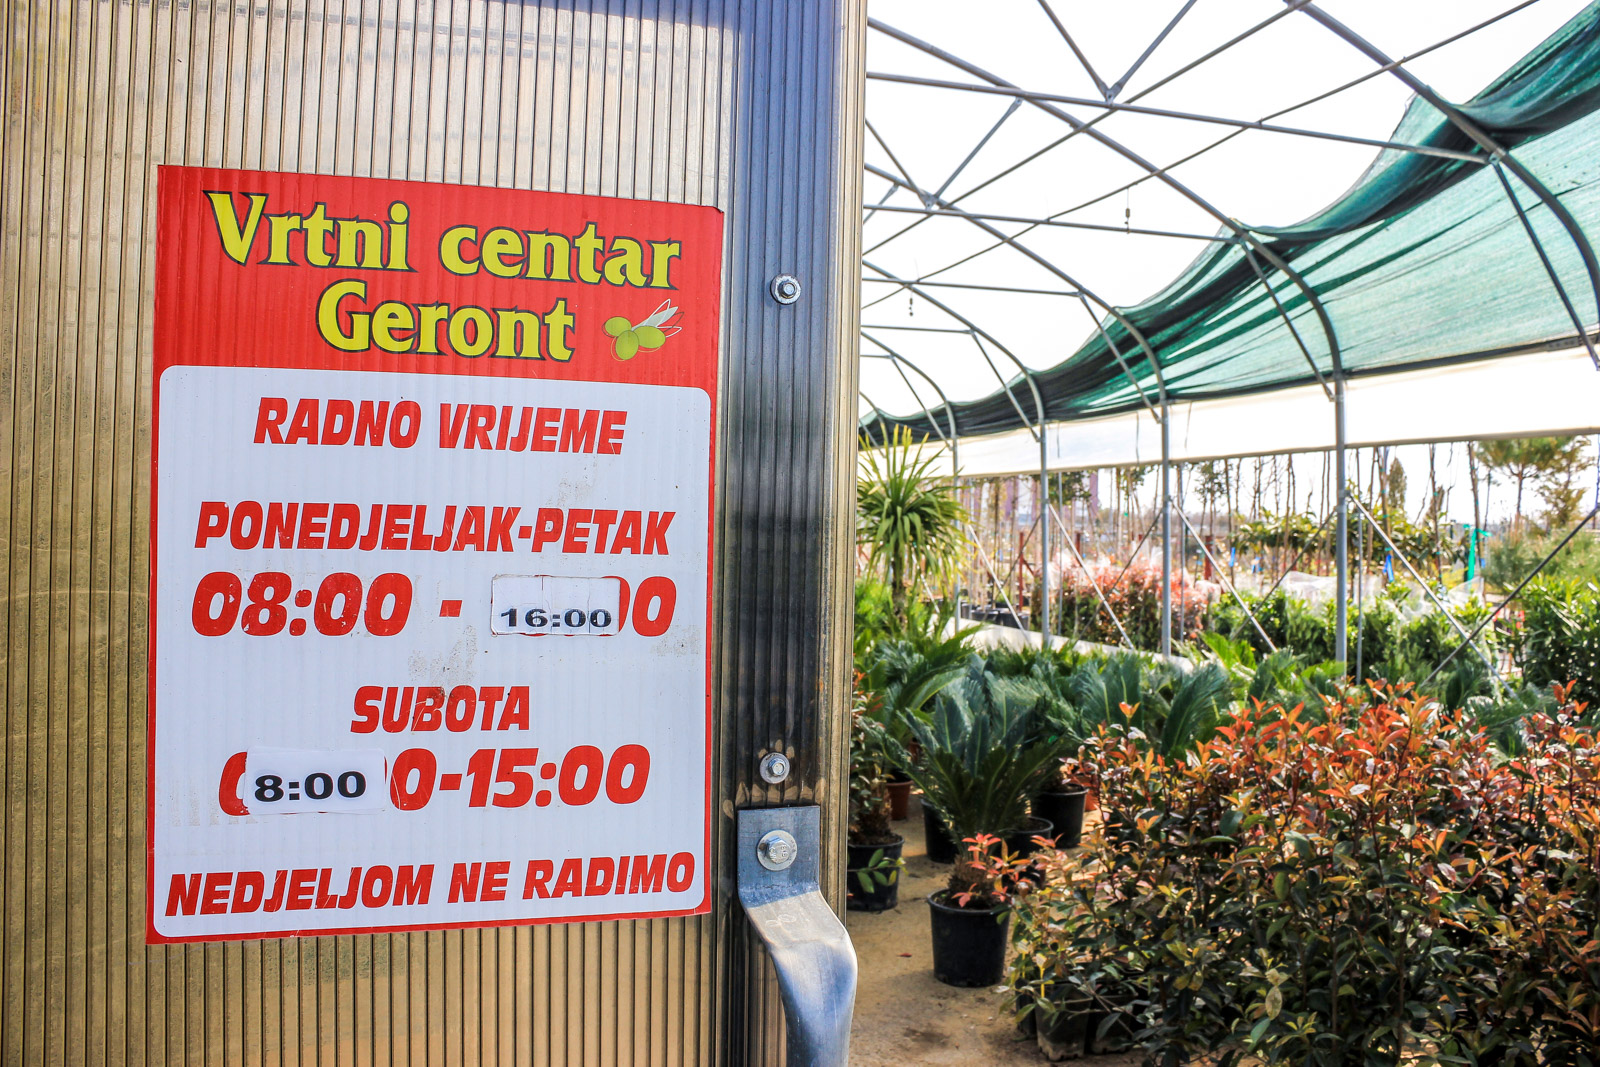 Vrtni centar
Geront
RADNO VRIJEME
PONEDJELJAK-PETAK
08:00 - 16:00
SUBOTA
8:00-15:00
NEDJELJOM NE RADIMO